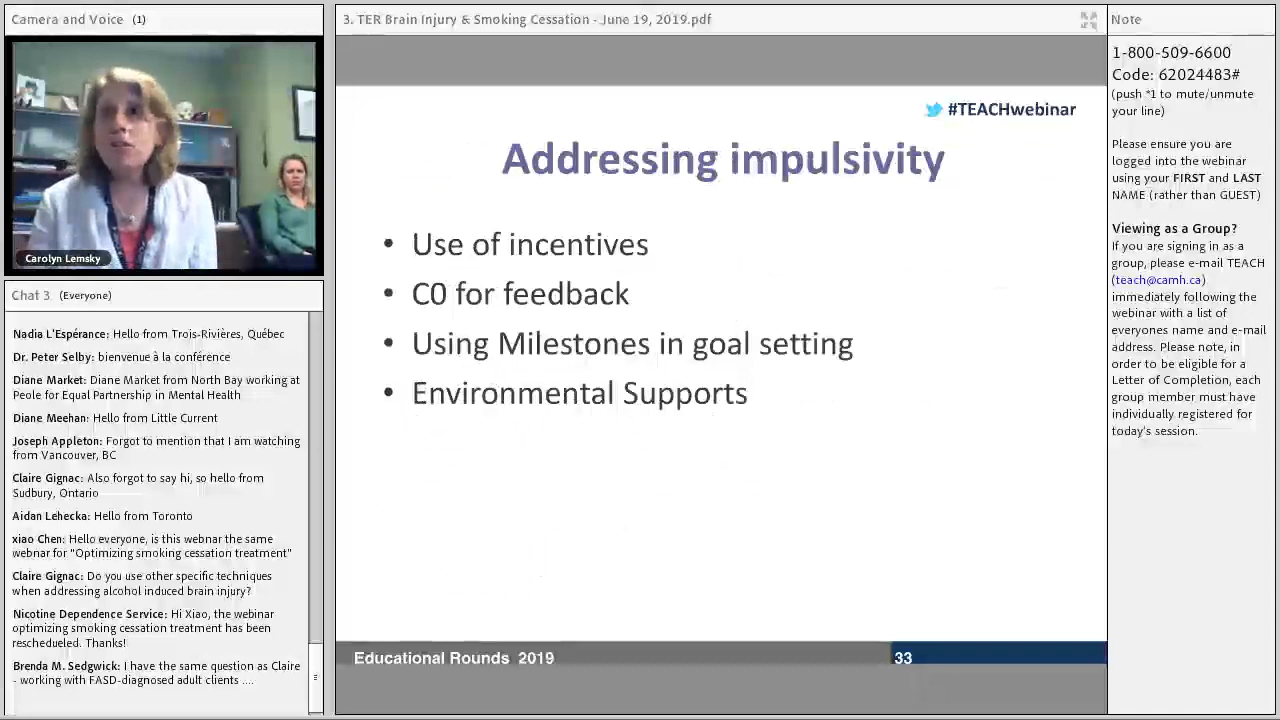 Camera and Voice (1)
Carolyn Lemsky
Chat 3 (Everyone)
Nadia L'Espérance: Hello from Trois-Rivières, Québec
Dr. Peter Selby: bienvenue à la conférence
Diane Market: Diane Market from North Bay working at
Peole for Equal Partnership in Mental Health
Diane Meehan: Hello from Little Current
Joseph Appleton: Forgot to mention that I am watching
from Vancouver, BC
Claire Gignac: Also forgot to say hi, so hello from
Sudbury, Ontario
Aidan Lehecka: Hello from Toronto
xiao Chen: Hello everyone, is this webnar the same
webnar for "Optimizing smoking cessation treatment"
Claire Gignac: Do you use other specific techniques
when addressing alcohol induced brain injury?
Nicotine Dependence Service: Hi Xiao, the webinar
optimizing smoking cessation treatment has been
reschedueled. Thanks!
Brenda M. Sedgwick: I have the same question as Claire
- working with FASD-diagnosed adult clients ....
3. TER Brain Injury & Smoking Cessation - June 19, 2019.pdf
#TEACHwebinar
Addressing impulsivity
• Use of incentives
• C0 for feedback
• Using Milestones in goal setting
• Environmental Supports
Educational Rounds 2019
33
Note
1-800-509-6600
Code: 62024483#
(push *1 to mute/unmute
your line)
Please ensure you are
logged into the webinar
using your FIRST and LAST
NAME (rather than GUEST)
Viewing as a Group?
If you are signing in as a
group, please e-mail TEACH
(teach@camh.ca)
immediately following the
webinar with a list of
everyones name and e-mail
address. Please note, in
order to be eligible for a
Letter of Completion, each
group member must have
individually registered for
today's session.